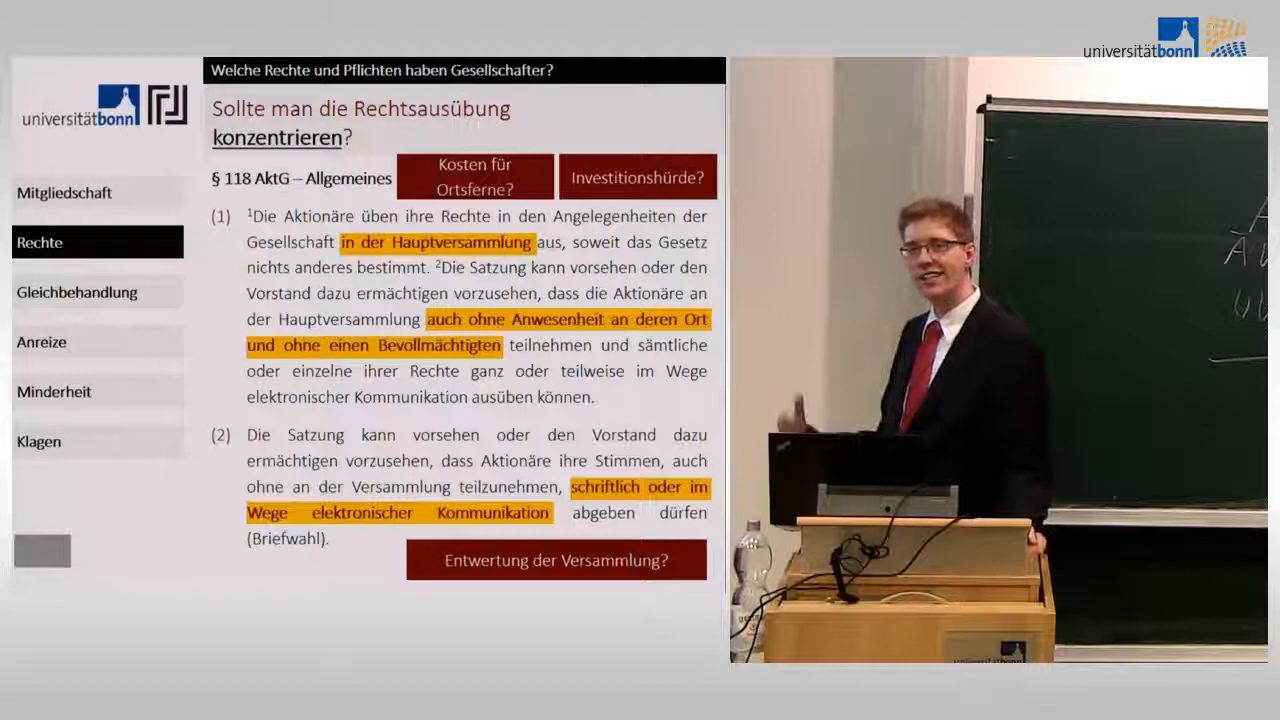 universitätbonn
Welche Rechte und Pflichten haben Gesellschafter?
universitätbonn
Mitgliedschaft
Rechte
Gleichbehandlung
Anreize
Minderheit
Klagen
Sollte man die Rechtsausübung
konzentrieren?
§ 118 AktG – Allgemeines
Kosten für
Ortsferne?
Investitionshürde?
(1) ¹Die Aktionäre üben ihre Rechte in den Angelegenheiten der
Gesellschaft in der Hauptversammlung aus, soweit das Gesetz
nichts anderes bestimmt. ²Die Satzung kann vorsehen oder den
Vorstand dazu ermächtigen vorzusehen, dass die Aktionäre an
der Hauptversammlung auch ohne Anwesenheit an deren Ort
und ohne einen Bevollmächtigten teilnehmen und sämtliche
oder einzelne ihrer Rechte ganz oder teilweise im Wege
elektronischer Kommunikation ausüben können.
(2) Die Satzung kann vorsehen oder den Vorstand dazu
ermächtigen vorzusehen, dass Aktionäre ihre Stimmen, auch
ohne an der Versammlung teilzunehmen, schriftlich oder im
Wege elektronischer Kommunikation abgeben dürfen
(Briefwahl).
Entwertung der Versammlung?
universitätbonn